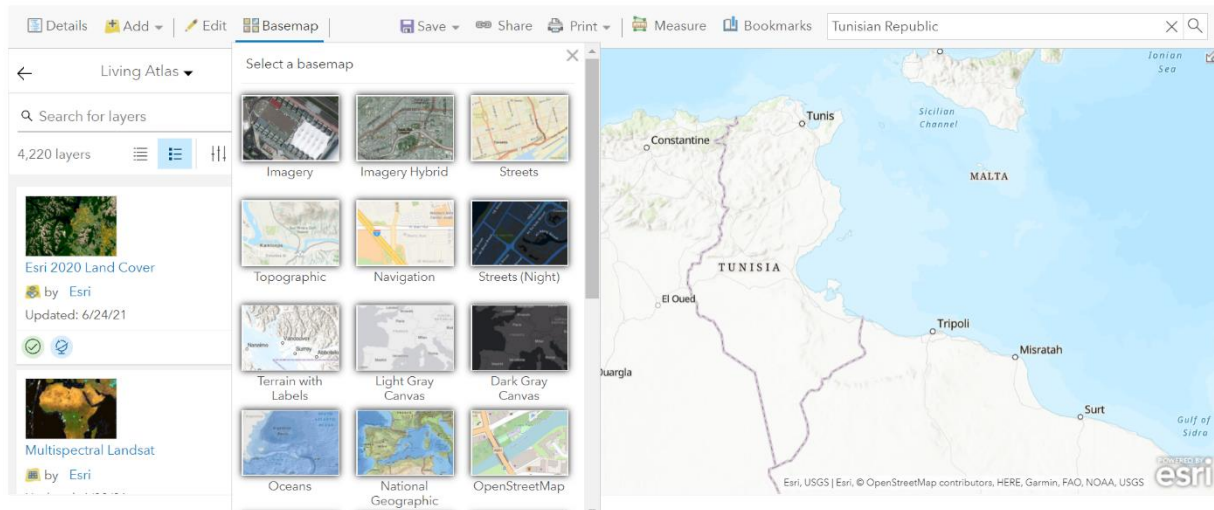 Details Add Edit Basemap Save Share Print Measure Bookmarks Tunisian Republic
Living Atlas
Search for layers
4,220 layers
Esri 2020 Land Cover
by Esri
Updated: 6/24/21
Multispectral Landsat
by Esri
Select a basemap
Imagery Imagery Hybrid Streets
Topographic Navigation Streets (Night)
Terrain with
Labels
Light Gray
Canvas
Dark Gray
Canvas
Oceans
National
Geographic
OpenStreetMap
Ionian
Sea
Tunis
Sicilian
Channel
Constantine
MALTA
TUNISIA
El Oued
Tripoli
Misratah
Surt
Gulf of
Sidra
POWERED BY
esri
Esri, USGS | Esri, © OpenStreetMap contributors, HERE, Garmin, FAO, NOAA, USGS